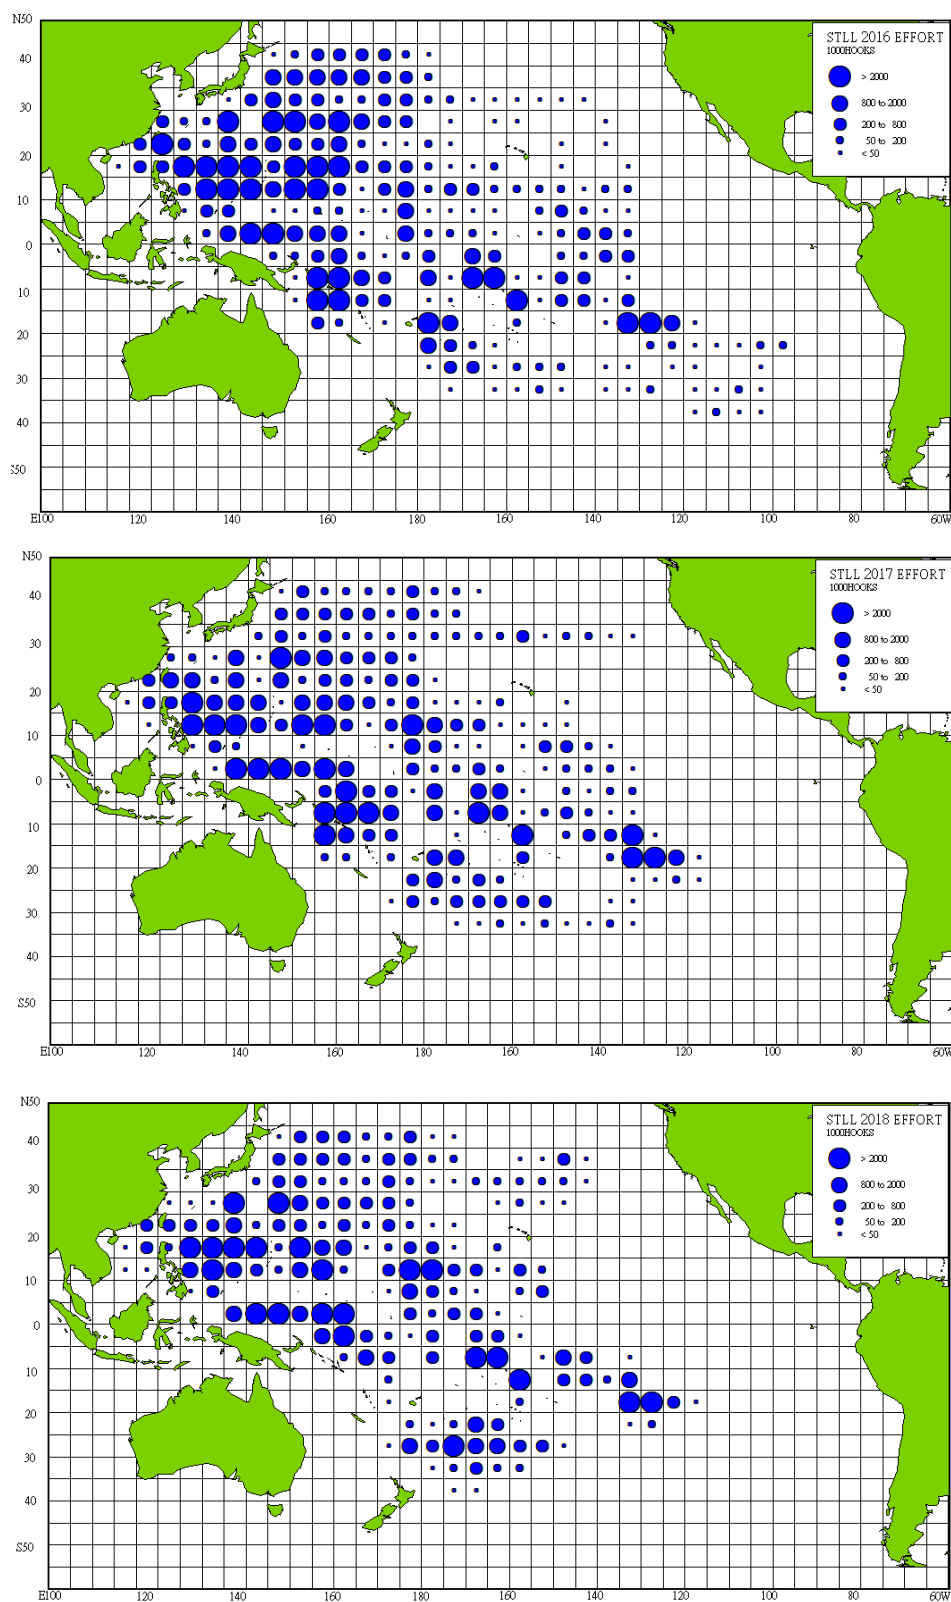 N50
40
30
20
10
0
10
20
30
40
S50
E100
120
140
160
180
160
140
120
100
80
60W
STLL 2016 EFFORT
1000HOOKS
> 2000
800 to 2000
200 to 800
50 to 200
< 50
N50
40
30
20
10
0
10
20
30
40
S50
E100
120
140
160
180
160
140
120
100
80
60W
STLL 2017 EFFORT
1000HOOKS
> 2000
800 to 2000
200 to 800
50 to 200
< 50
N50
40
30
20
10
0
10
20
30
40
S50
E100
120
140
160
180
160
140
120
100
80
60W
STLL 2018 EFFORT
1000HOOKS
> 2000
800 to 2000
200 to 800
50 to 200
< 50